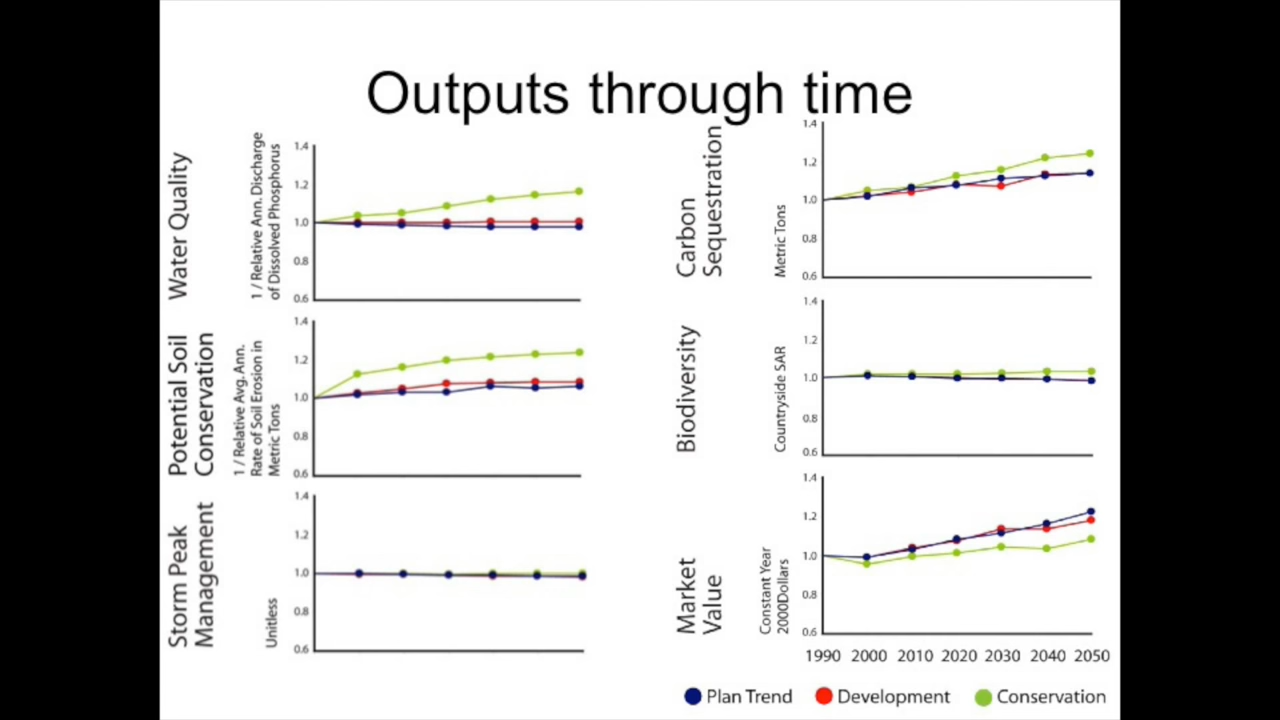 Outputs through time
Water Quality
1 / Relative Ann. Discharge
of Dissolved Phosphorus
1.4
1.2
1.0
0.8
0.6
Potential Soil
Conservation
1 / Relative Avg. Ann.
Rate of Soil Erosion in
Metric Tons
1.4
1.2
1.0
0.8
0.6
Storm Peak
Management
Unitless
1.4
1.2
1.0
0.8
0.6
Carbon
Sequestration
Metric Tons
1.4
1.2
1.0
0.8
0.6
Biodiversity
Countryside SAR
1.4
1.2
1.0
0.8
0.6
Market
Value
Constant Year
2000Dollars
1.4
1.2
1.0
0.8
0.6
1990 2000 2010 2020 2030 2040 2050
Plan Trend Development Conservation